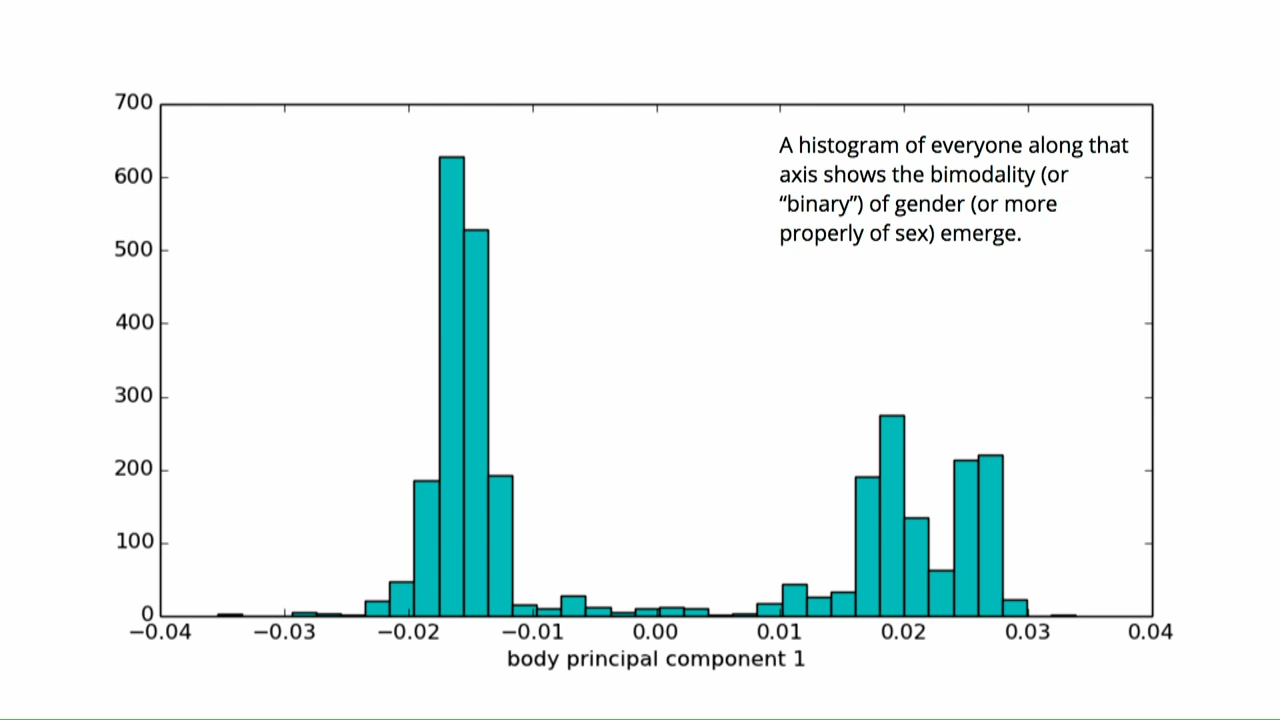 A histogram of everyone along that
axis shows the bimodality (or
“binary”) of gender (or more
properly of sex) emerge.
700
600
500
400
300
200
100
0
−0.04 −0.03 −0.02 −0.01 0.00 0.01 0.02 0.03 0.04
body principal component 1